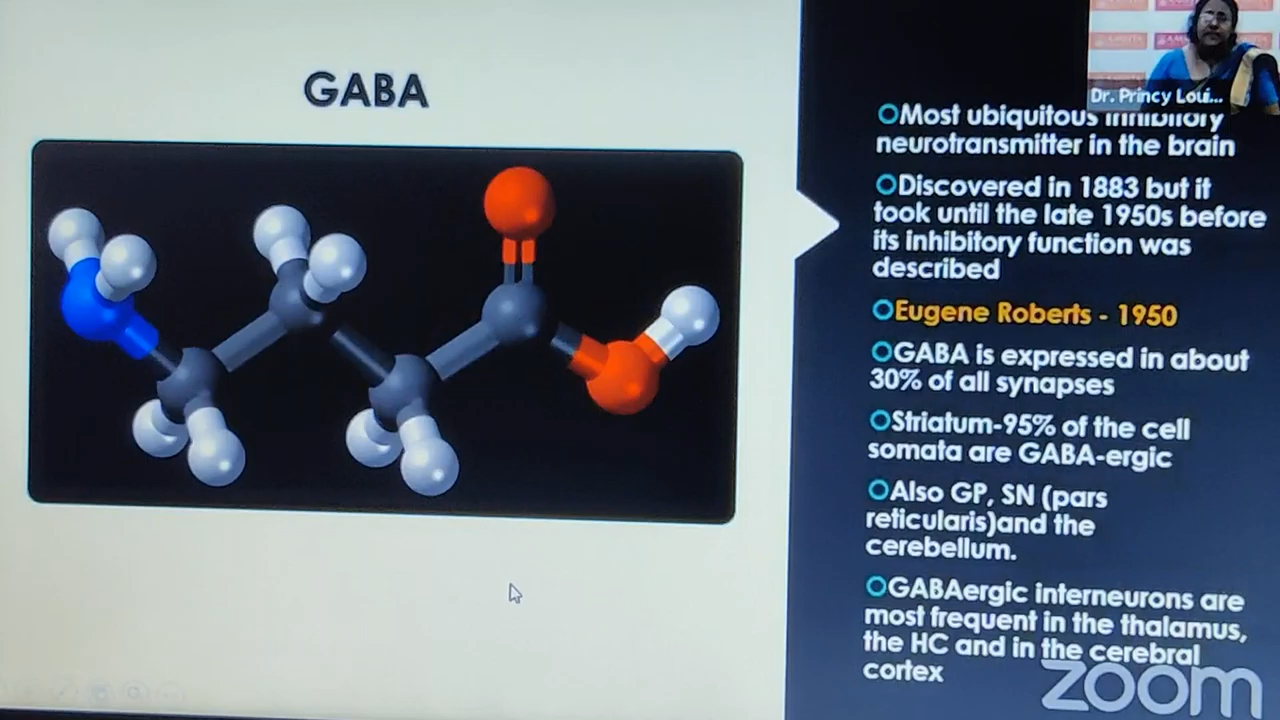 GABA
Dr. Princy Loui...
Most ubiquitous inhibitory
neurotransmitter in the brain
Discovered in 1883 but it
took until the late 1950s before
its inhibitory function was
described
Eugene Roberts - 1950
GABA is expressed in about
30% of all synapses
Striatum-95% of the cell
somata are GABA-ergic
Also GP, SN (pars
reticularis)and the
cerebellum.
GABAergic interneurons are
most frequent in the thalamus,
the HC and in the cerebral
cortex
zoom